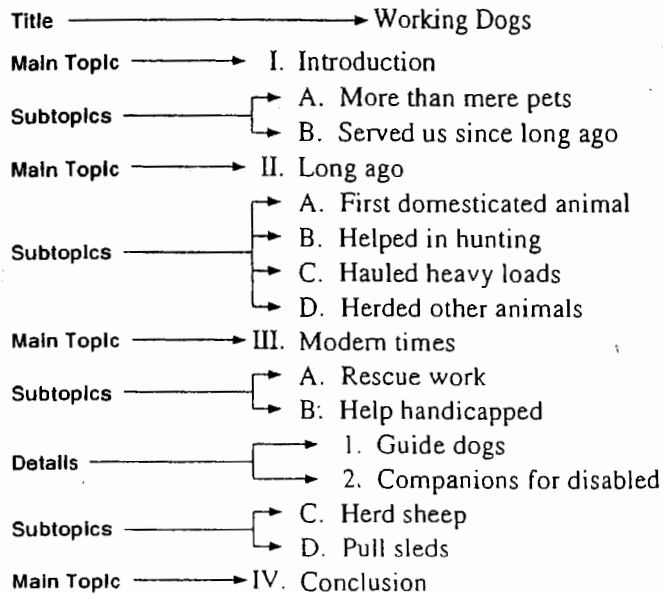 Title Working Dogs
Main Topic I. Introduction
Subtopics A. More than mere pets
B. Served us since long ago
Main Topic II. Long ago
Subtopics A. First domesticated animal
B. Helped in hunting
C. Hauled heavy loads
D. Herded other animals
Main Topic III. Modern times
Subtopics A. Rescue work
B. Help handicapped
Details 1. Guide dogs
2. Companions for disabled
Subtopics C. Herd sheep
D. Pull sleds
Main Topic IV. Conclusion